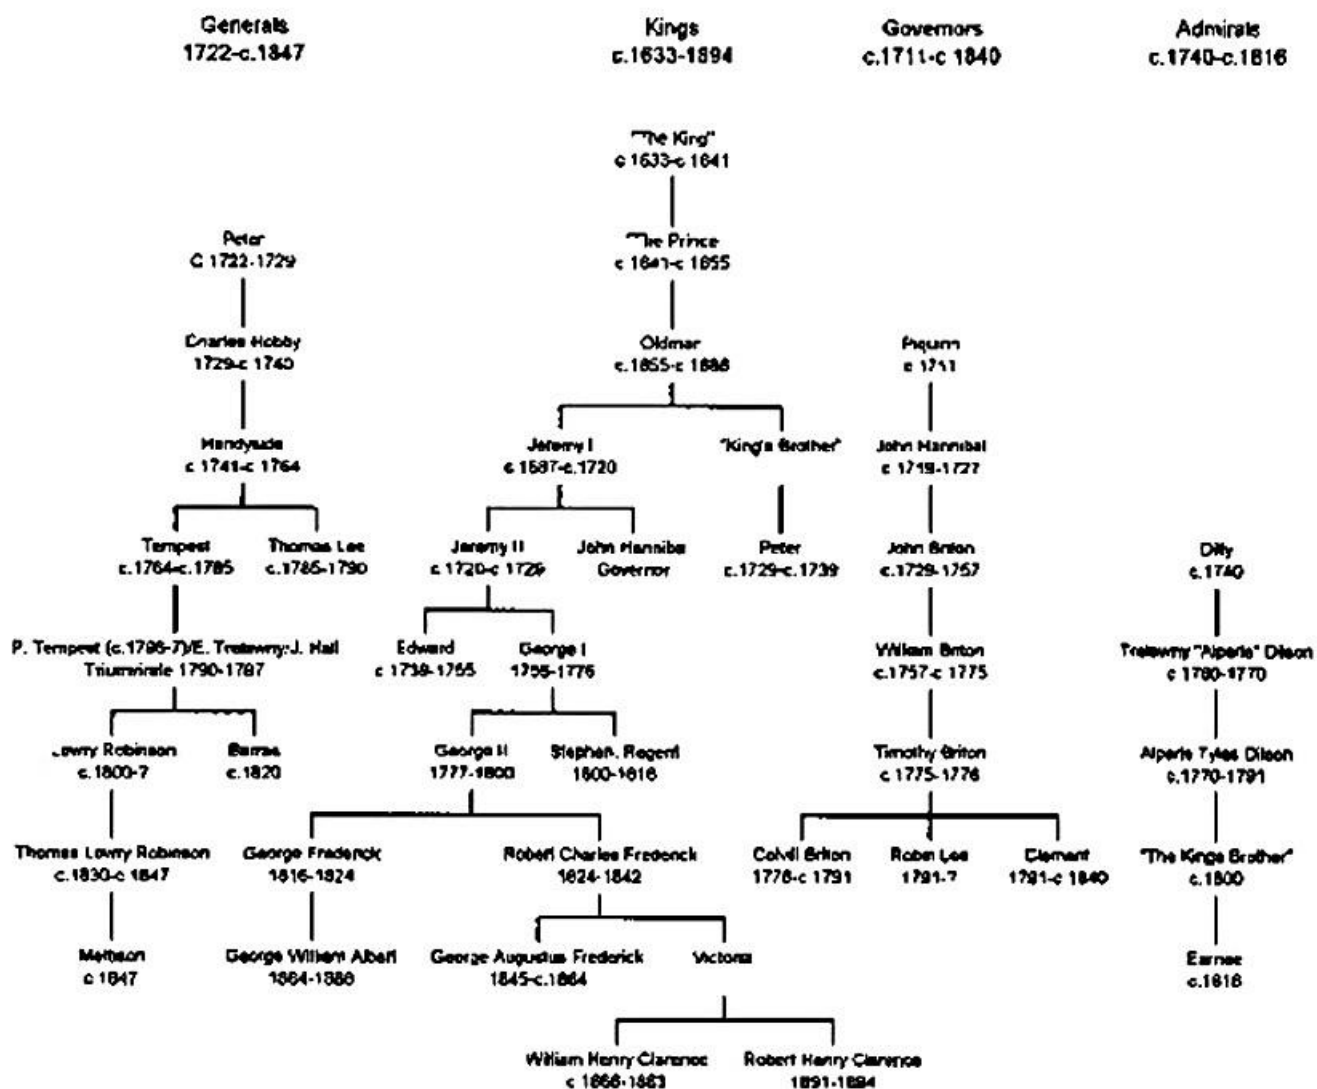 Generals
1722-c.1847
Kings
c.1633-1894
Governors
c.1711-c 1840
Admirals
c.1740-c.1816
"The King"
c 1633-c 1641
Peter
C 1722-1729
"The Prince
c 1641-c 1655
Charles Hobby
1729-c 1740
Oldman
c.1655-c 1686
c 1711
Handyside
c 1741-c 1764
Jeremy I
c 1687-c.1720
"King's Brother"
John Hannibal
c 1719-1727
Tempest
c.1764-c.1785
Thomas Lee
c.1785-1790
Jeremy II
c.1720-c 1729
John Hannibal
Governor
Peter
c.1729-c.1739
John Briton
c.1729-1757
Dilly
c.1740
P. Tempest (c.1796-7)/E. Trelawny/J. Hall
Triumvirate 1790-1797
Edward
c 1739-1755
George I
1755-1776
William Briton
c.1757-c 1775
Trelawny "Alparis" Dilson
c 1760-1770
Lowry Robinson
c.1800-7
c.1820
George II
1777-1800
Stephen, Regent
1800-1816
Timothy Briton
c 1775-1776
Alparis Tyles Dilson
c.1770-1791
Thomas Lowry Robinson
c.1830-c 1847
George Frederick
1816-1824
Robert Charles Frederick
1824-1842
Colvill Briton
1776-c 1791
Robin Lee
1791-7
Clement
1791-c 1840
"The Kings Brother"
c.1800
c 1847
George William Albert
George Augustus Frederick
1845-c.1864
Victoria
Earnee
c.1816
William Henry Clarence
Robert Henry Clarence
1891-1894